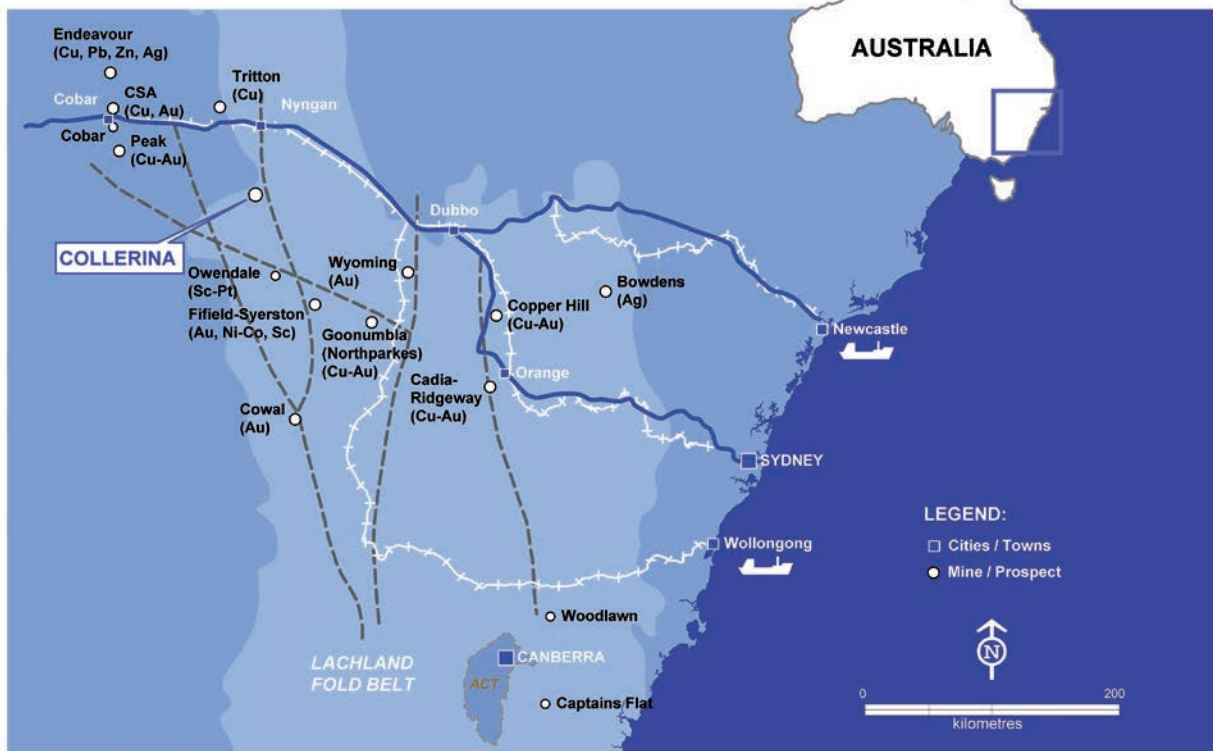 AUSTRALIA
Endeavour
(Cu, Pb, Zn, Ag)
Cobar
CSA
(Cu, Au)
Tritton
(Cu)
Nyngan
Cobar
Peak
(Cu-Au)
COLLERINA
Dubbo
Owendale
(Sc-Pt)
Wyoming
(Au)
Bowdens
(Ag)
Fifield-Syerston
(Au, Ni-Co, Sc)
Goonumbla
(Northparkes)
(Cu-Au)
Copper Hill
(Cu-Au)
Newcastle
Orange
Cadia-
Ridgeway
(Cu-Au)
Cowal
(Au)
SYDNEY
Wollongong
LEGEND:
Cities / Towns
Mine / Prospect
Woodlawn
LACHLAND
FOLD BELT
CANBERRA
ACT
Captains Flat
N
0 200
kilometres